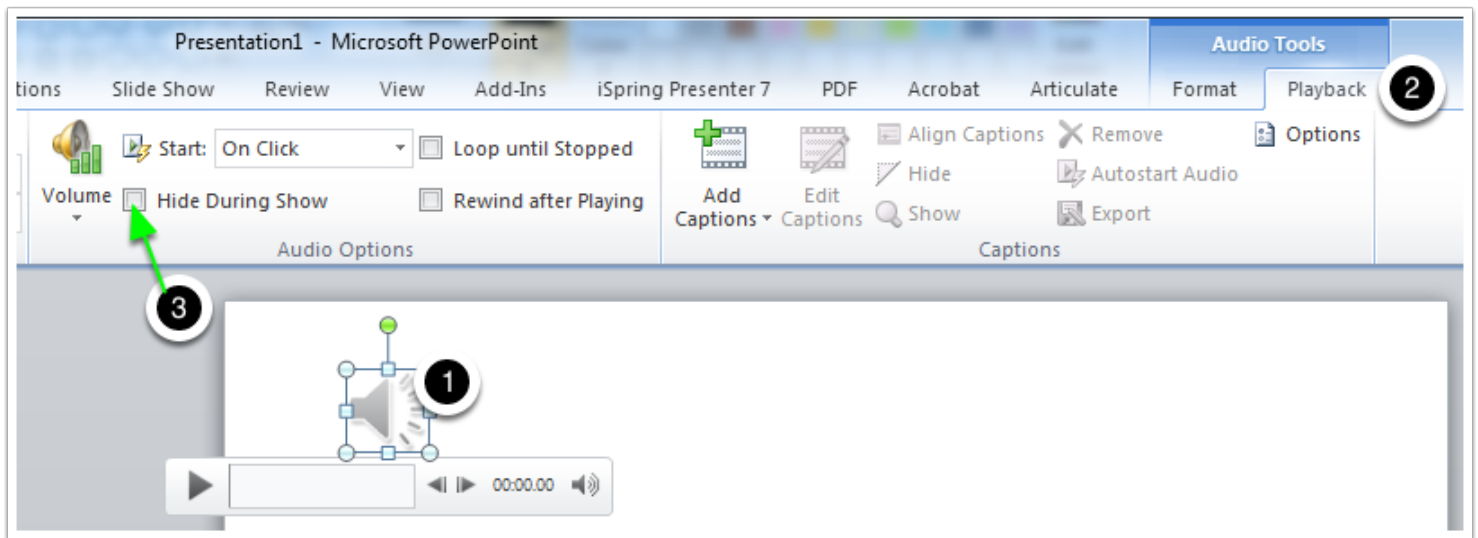 Presentation1 - Microsoft PowerPoint
Audio Tools
tions Slide Show Review View Add-Ins iSpring Presenter 7 PDF Acrobat Articulate Format Playback 2
Start: On Click Loop until Stopped
Volume Hide During Show Rewind after Playing
Audio Options
Add Captions Edit Captions
Align Captions Remove
Hide Autostart Audio
Show Export
Options
Captions
3
1
00:00.00